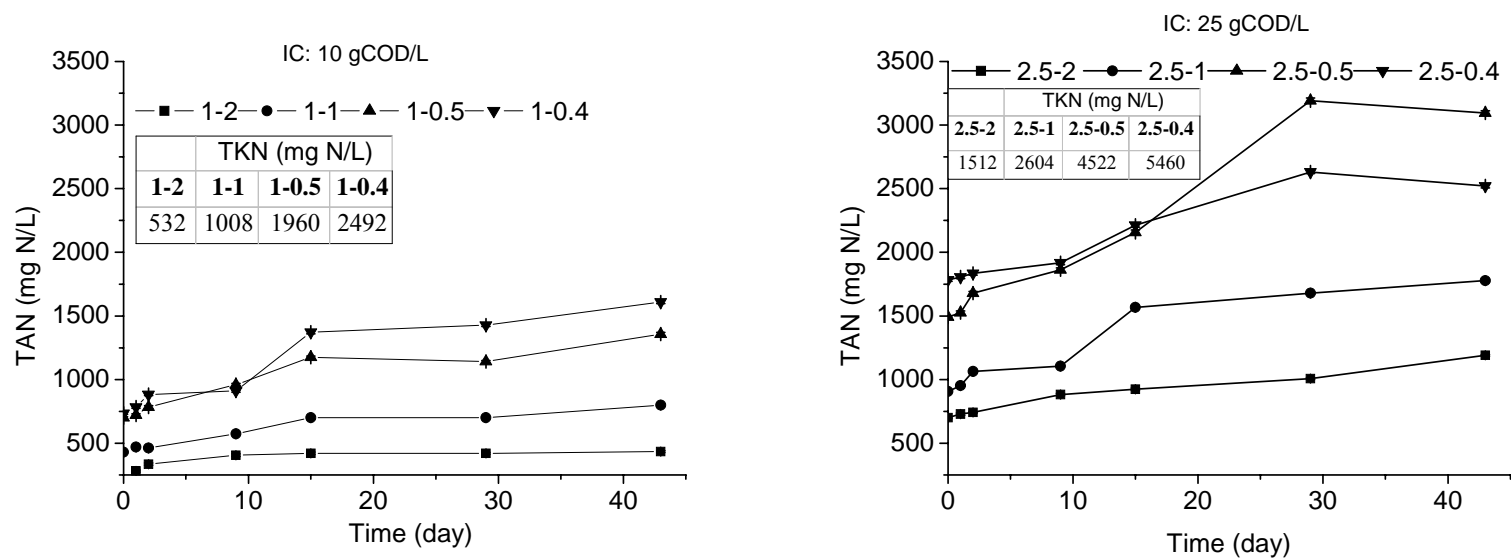 IC: 10 gCOD/L
1-2 1-1 1-0.5 1-0.4
TKN (mg N/L)
1-2 1-1 1-0.5 1-0.4
532 1008 1960 2492
TAN (mg N/L)
3500
3000
2500
2000
1500
1000
500
0 10 20 30 40
Time (day)
IC: 25 gCOD/L
2.5-2 2.5-1 2.5-0.5 2.5-0.4
TKN (mg N/L)
2.5-2 2.5-1 2.5-0.5 2.5-0.4
1512 2604 4522 5460
TAN (mg N/L)
3500
3000
2500
2000
1500
1000
500
0 10 20 30 40
Time (day)